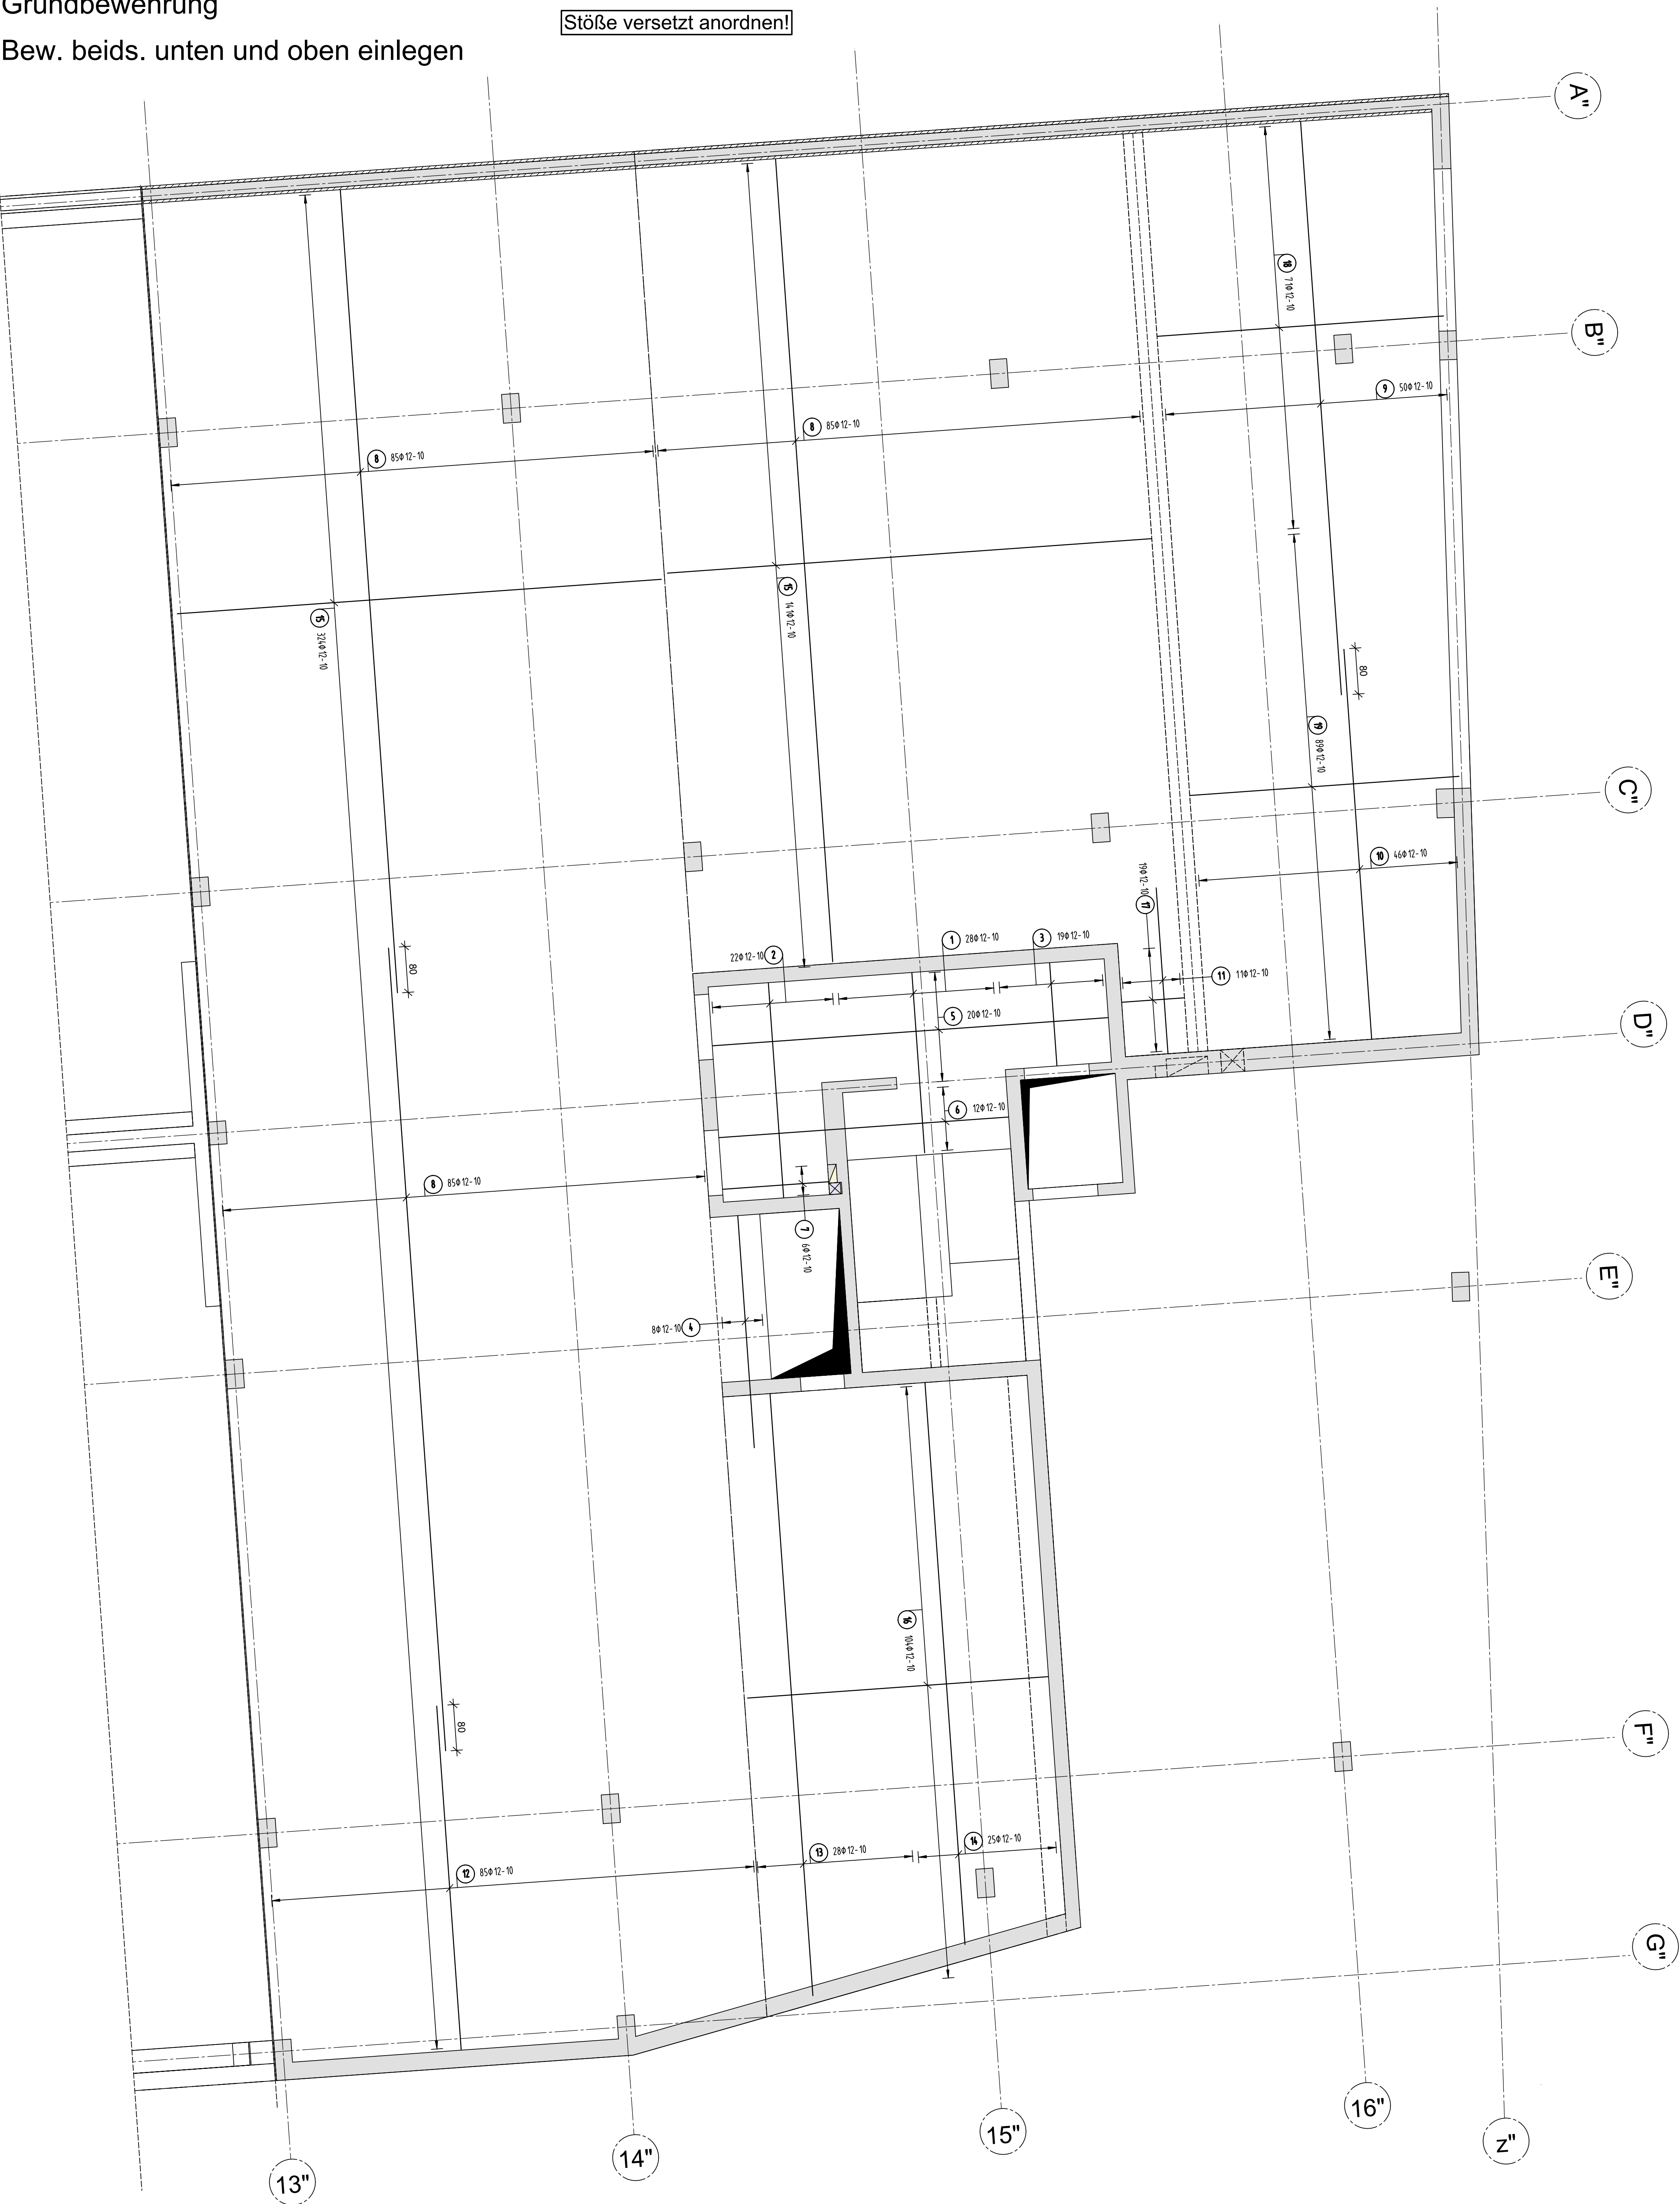 Grundbewehrung
Stöße versetzt anordnen!
Bew. beids. unten und oben einlegen
A"
B"
18 71ϕ12-10
9 50ϕ12-10
8 85ϕ12-10
8 85ϕ12-10
15 141ϕ12-10
15 324ϕ12-10
80
19 89ϕ12-10
C"
10 46ϕ12-10
19ϕ12-10 17
1 28ϕ12-10
3 19ϕ12-10
22ϕ12-10 2
80
11 11ϕ12-10
5 20ϕ12-10
D"
6 12ϕ12-10
8 85ϕ12-10
7 6ϕ12-10
E"
8ϕ12-10 4
16 104ϕ12-10
80
F"
14 25ϕ12-10
13 28ϕ12-10
12 85ϕ12-10
G"
16"
15"
z"
14"
13"